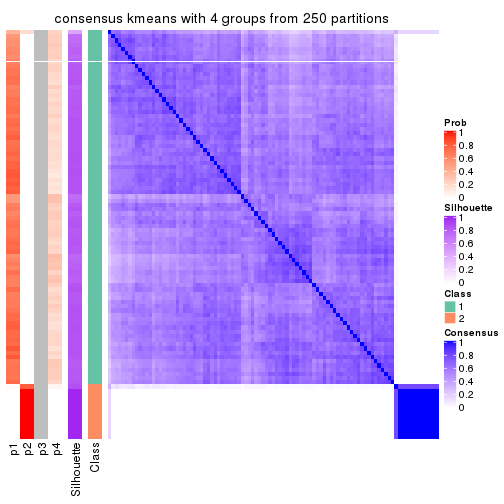 consensus kmeans with 4 groups from 250 partitions
Prob
1
0.8
0.6
0.4
0.2
0
Silhouette
1
0.8
0.6
0.4
0.2
0
Class
1
2
Consensus
1
0.8
0.6
0.4
0.2
0
p1
p2
p3
p4
Silhouette
Class